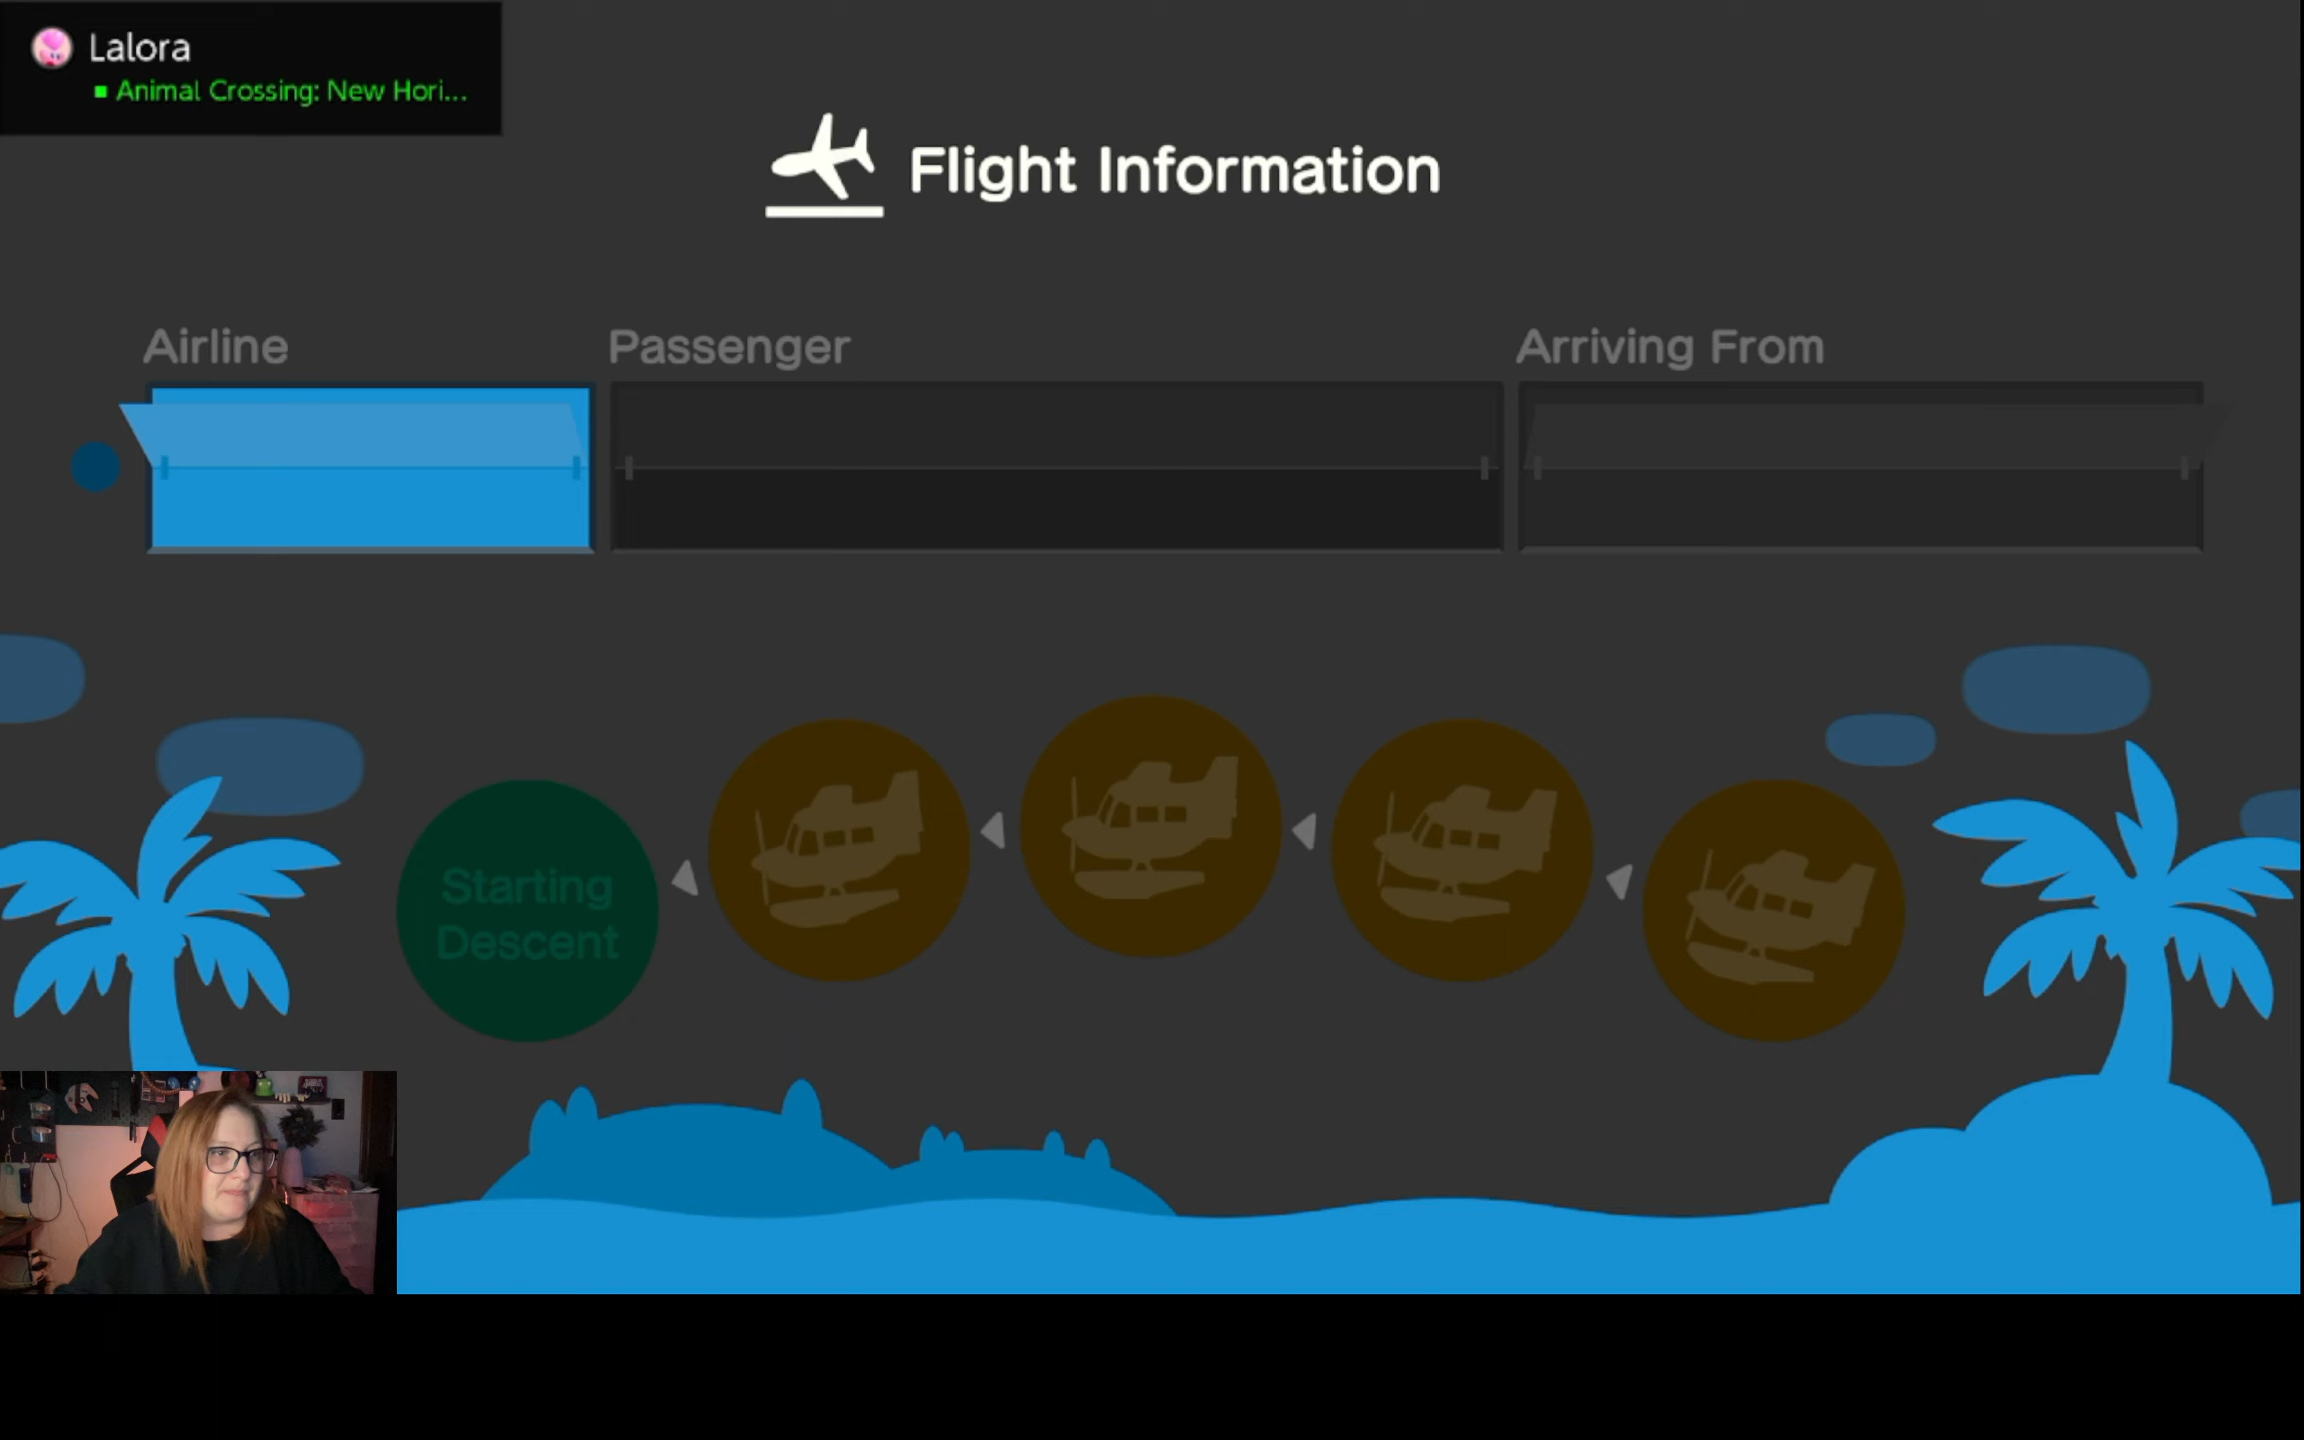 Lalora
Animal Crossing: New Hori...
Flight Information
Airline
Passenger
Arriving From
Starting
Descent